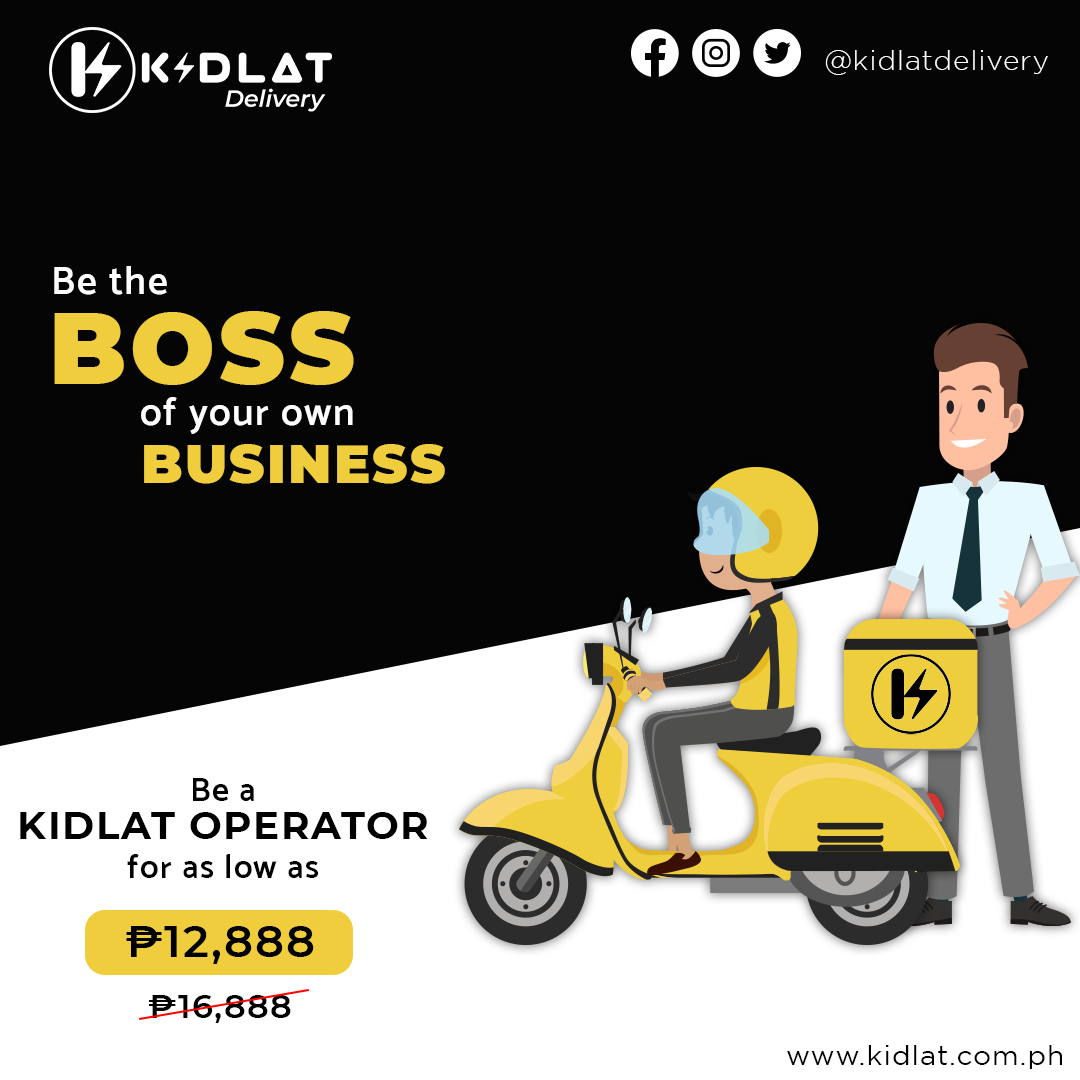 KIDLAT
Delivery
@kidlatdelivery
Be the
BOSS
of your own
BUSINESS
Be a
KIDLAT OPERATOR
for as low as
₱12,888
₱16,888
www.kidlat.com.ph